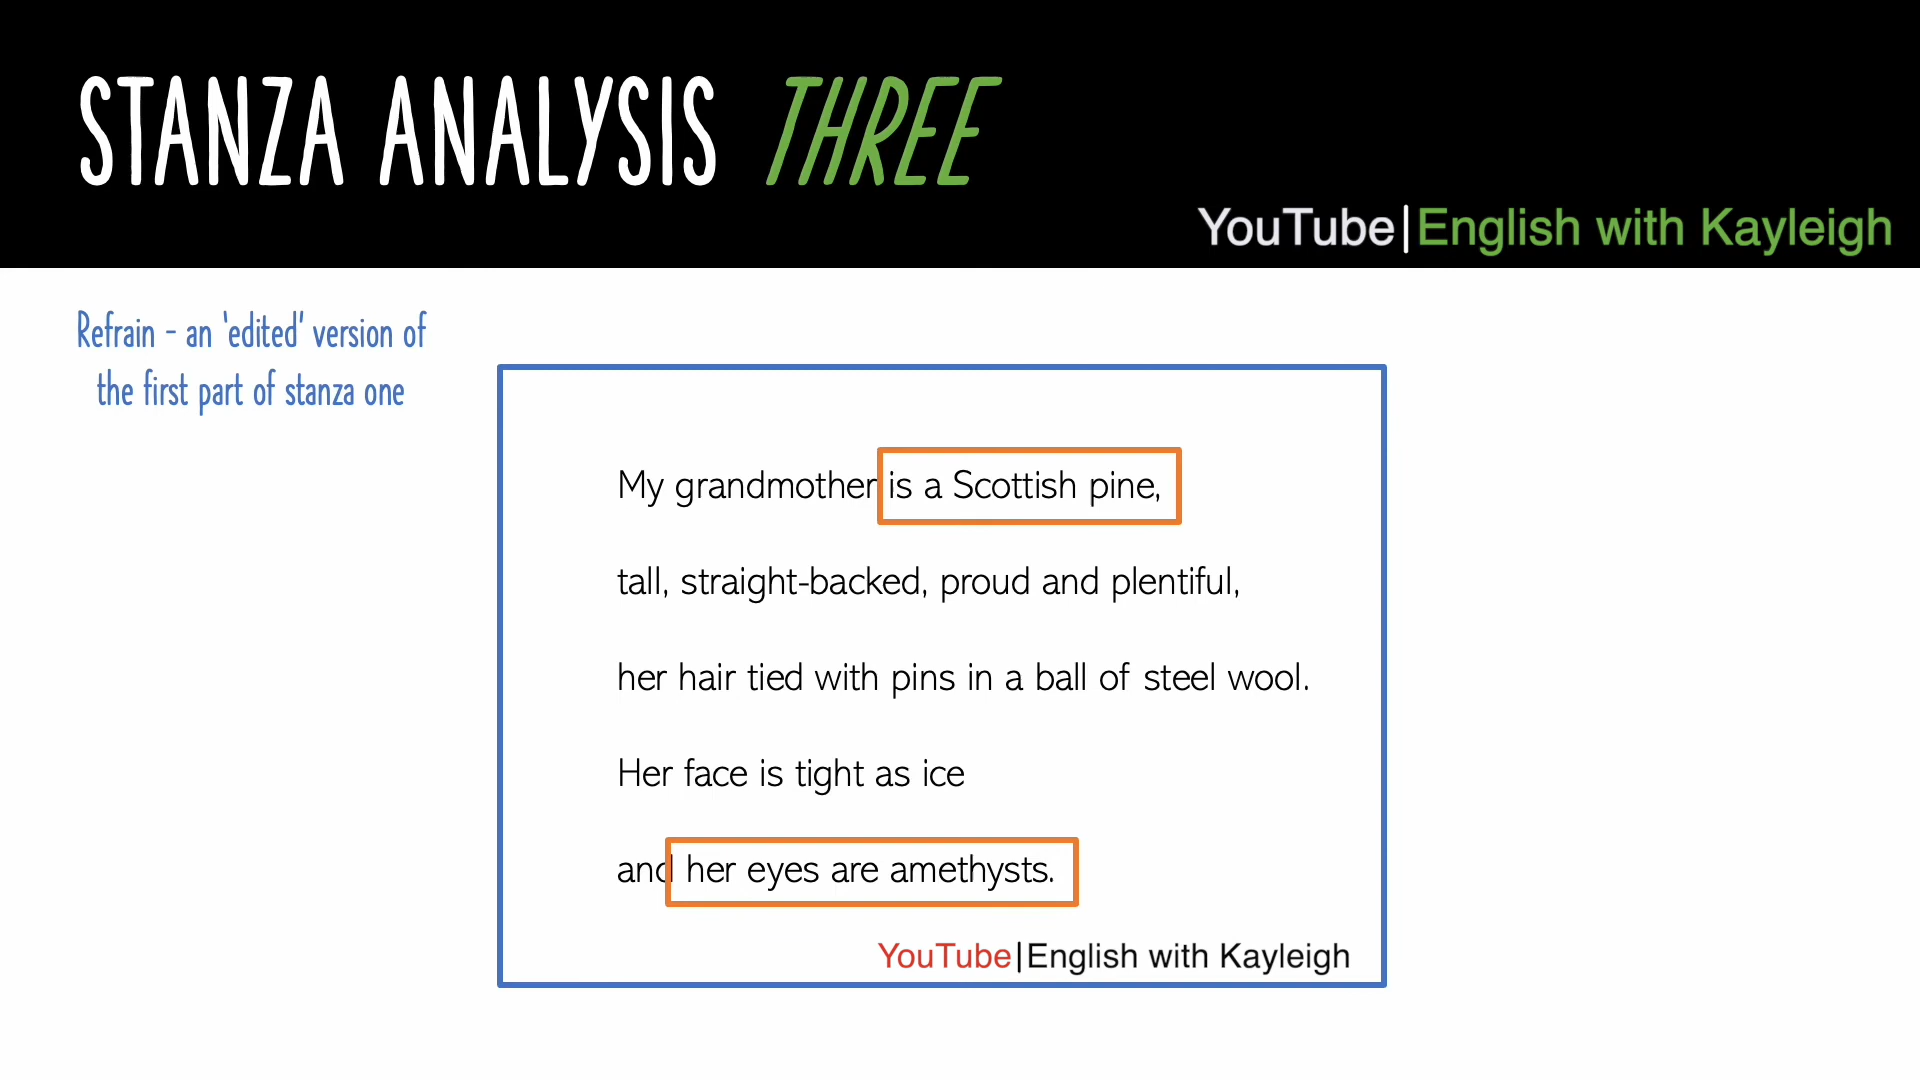 STANZA ANALYSIS THREE
YouTube|English with Kayleigh
Refrain - an ‘edited’ version of
the first part of stanza one
My grandmother is a Scottish pine,
tall, straight-backed, proud and plentiful,
her hair tied with pins in a ball of steel wool.
Her face is tight as ice
and her eyes are amethysts.
YouTube|English with Kayleigh